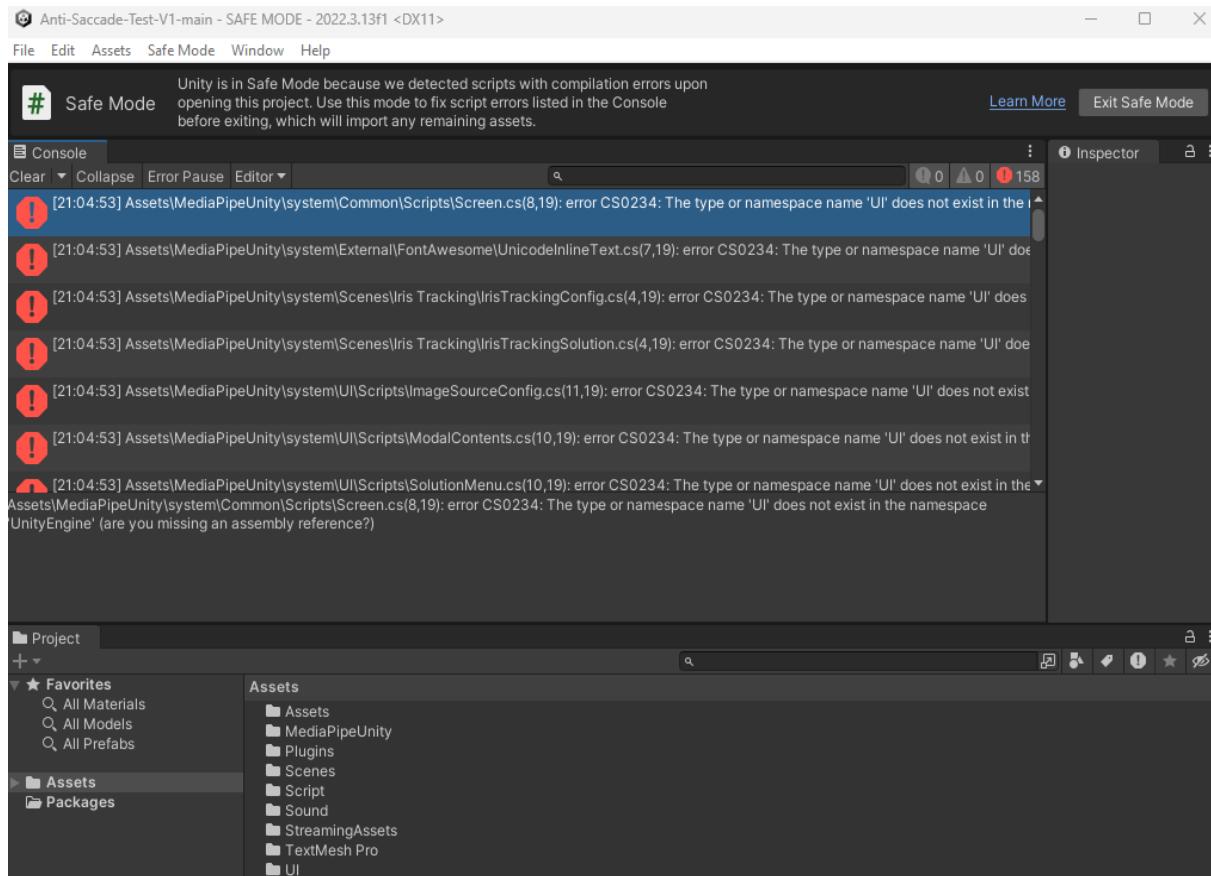 Anti-Saccade-Test-V1-main - SAFE MODE - 2022.3.13f1 <DX11>
File Edit Assets Safe Mode Window Help
# Safe Mode
Unity is in Safe Mode because we detected scripts with compilation errors upon
opening this project. Use this mode to fix script errors listed in the Console
before exiting, which will import any remaining assets.
Learn More Exit Safe Mode
Console
Inspector
Clear Collapse Error Pause Editor 0 0 158
[21:04:53] Assets\MediaPipeUnity\system\Common\Scripts\Screen.cs(8,19): error CS0234: The type or namespace name 'UI' does not exist in the
[21:04:53] Assets\MediaPipeUnity\system\External\FontAwesome\UnicodeInlineText.cs(7,19): error CS0234: The type or namespace name 'UI' doe
[21:04:53] Assets\MediaPipeUnity\system\Scenes\Iris Tracking\IrisTrackingConfig.cs(4,19): error CS0234: The type or namespace name 'UI' does
[21:04:53] Assets\MediaPipeUnity\system\Scenes\Iris Tracking\IrisTrackingSolution.cs(4,19): error CS0234: The type or namespace name 'UI' doe
[21:04:53] Assets\MediaPipeUnity\system\UI\Scripts\ImageSourceConfig.cs(11,19): error CS0234: The type or namespace name 'UI' does not exist
[21:04:53] Assets\MediaPipeUnity\system\UI\Scripts\ModalContents.cs(10,19): error CS0234: The type or namespace name 'UI' does not exist in th
[21:04:53] Assets\MediaPipeUnity\system\UI\Scripts\SolutionMenu.cs(10,19): error CS0234: The type or namespace name 'UI' does not exist in the
Assets\MediaPipeUnity\system\Common\Scripts\Screen.cs(8,19): error CS0234: The type or namespace name 'UI' does not exist in the namespace
'UnityEngine' (are you missing an assembly reference?)
Project
Favorites
All Materials
All Models
All Prefabs
Assets
Packages
Assets
Assets
MediaPipeUnity
Plugins
Scenes
Script
Sound
StreamingAssets
TextMesh Pro
UI